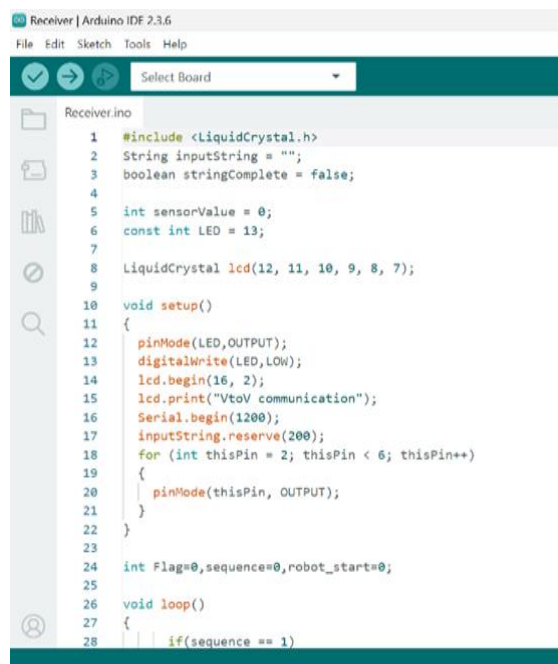 Receiver | Arduino IDE 2.3.6
File Edit Sketch Tools Help
Select Board
Receiver.ino
1 #include <LiquidCrystal.h>
2 String inputString = "";
3 boolean stringComplete = false;
4
5 int sensorValue = 0;
6 const int LED = 13;
7
8 LiquidCrystal lcd(12, 11, 10, 9, 8, 7);
9
10 void setup()
11 {
12 pinMode(LED,OUTPUT);
13 digitalWrite(LED,LOW);
14 lcd.begin(16, 2);
15 lcd.print("VtoV communication");
16 Serial.begin(1200);
17 inputString.reserve(200);
18 for (int thisPin = 2; thisPin < 6; thisPin++)
19 {
20 pinMode(thisPin, OUTPUT);
21 }
22 }
23
24 int Flag=0,sequence=0,robot_start=0;
25
26 void loop()
27 {
28 if(sequence == 1)